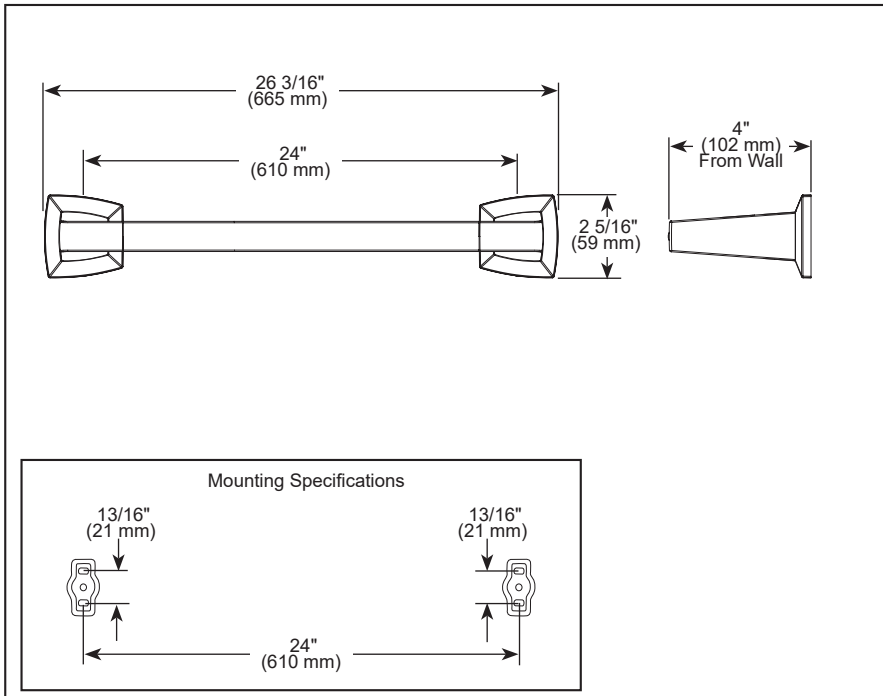 26 3/16"
(665 mm)
24"
(610 mm)
4"
(102 mm)
From Wall
2 5/16"
(59 mm)
Mounting Specifications
13/16"
(21 mm)
13/16"
(21 mm)
24"
(610 mm)